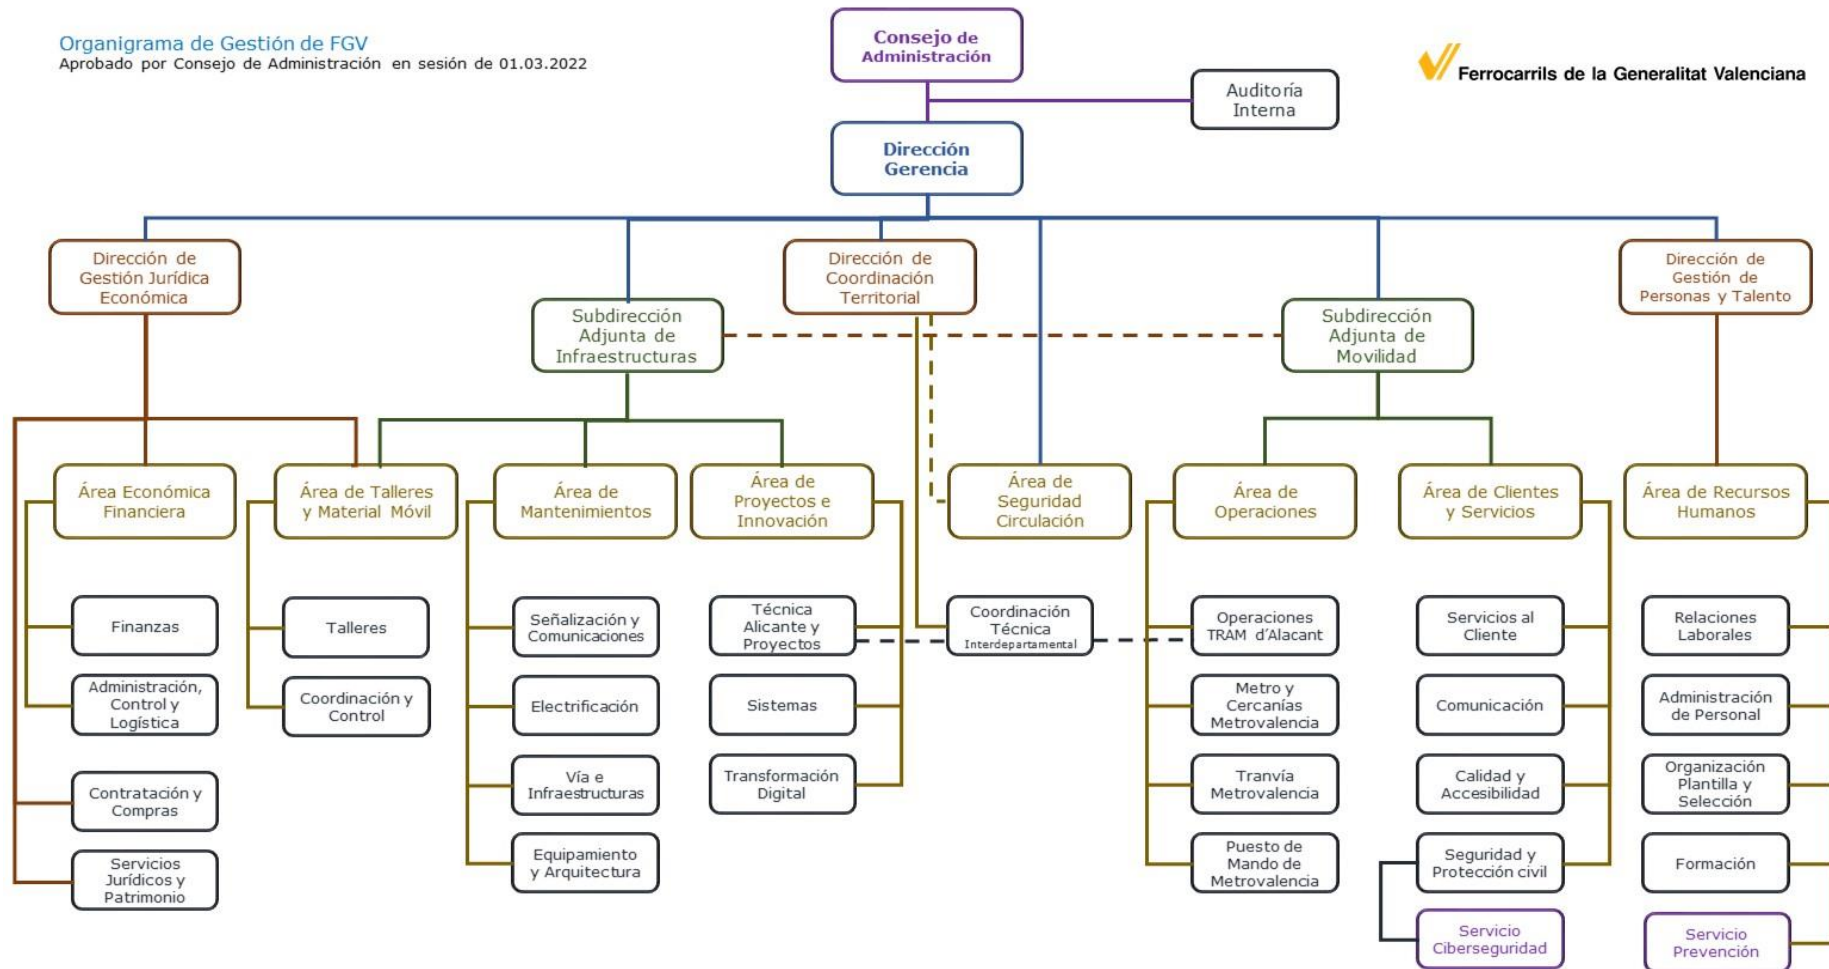 Organigrama de Gestión de FGV
Aprobado por Consejo de Administración en sesión de 01.03.2022
Consejo de
Administración
Ferrocarrils de la Generalitat Valenciana
Auditoría
Interna
Dirección
Gerencia
Dirección de
Gestión Jurídica
Económica
Dirección de
Coordinación
Territorial
Dirección de
Gestión de
Personas y Talento
Subdirección
Adjunta de
Infraestructuras
Subdirección
Adjunta de
Movilidad
Área Económica
Financiera
Área de Talleres
y Material Móvil
Área de
Mantenimientos
Área de
Proyectos e
Innovación
Área de
Seguridad
Circulación
Área de
Operaciones
Área de Clientes
y Servicios
Área de Recursos
Humanos
Finanzas
Talleres
Señalización y
Comunicaciones
Técnica
Alicante y
Proyectos
Coordinación
Técnica
Interdepartamental
Operaciones
TRAM d´Alacant
Servicios al
Cliente
Relaciones
Laborales
Administración,
Control y
Logística
Coordinación y
Control
Electrificación
Sistemas
Metro y
Cercanías
Metrovalencia
Comunicación
Administración
de Personal
Contratación y
Compras
Vía e
Infraestructuras
Transformación
Digital
Tranvía
Metrovalencia
Calidad y
Accesibilidad
Organización
Plantilla y
Selección
Servicios
Jurídicos y
Patrimonio
Equipamiento
y Arquitectura
Puesto de
Mando de
Metrovalencia
Seguridad y
Protección civil
Formación
Servicio
Ciberseguridad
Servicio
Prevención